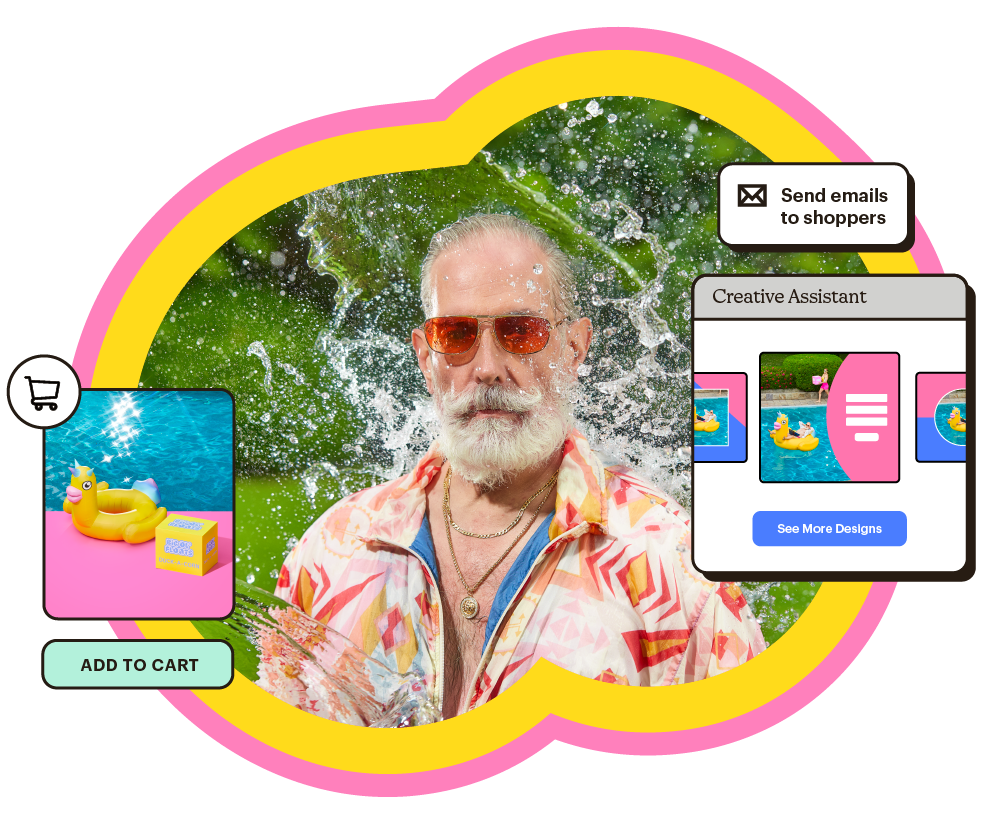 Send emails
to shoppers
Creative Assistant
See More Designs
ADD TO CART